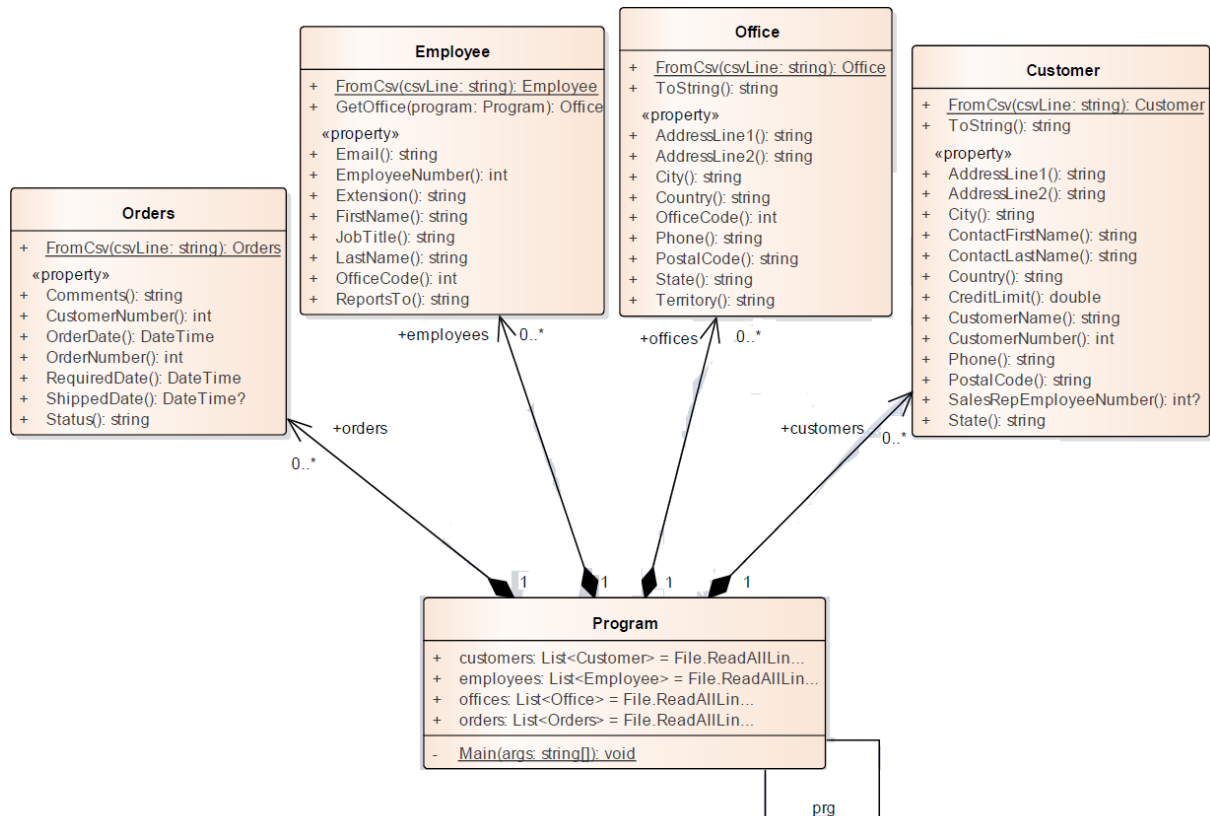 Orders
+ FromCsv(csvLine: string): Orders
«property»
+ Comments(): string
+ CustomerNumber(): int
+ OrderDate(): DateTime
+ OrderNumber(): int
+ RequiredDate(): DateTime
+ ShippedDate(): DateTime?
+ Status(): string
Employee
+ FromCsv(csvLine: string): Employee
+ GetOffice(program: Program): Office
«property»
+ Email(): string
+ EmployeeNumber(): int
+ Extension(): string
+ FirstName(): string
+ JobTitle(): string
+ LastName(): string
+ OfficeCode(): int
+ ReportsTo(): string
Office
+ FromCsv(csvLine: string): Office
+ ToString(): string
«property»
+ AddressLine1(): string
+ AddressLine2(): string
+ City(): string
+ Country(): string
+ OfficeCode(): int
+ Phone(): string
+ PostalCode(): string
+ State(): string
+ Territory(): string
Customer
+ FromCsv(csvLine: string): Customer
+ ToString(): string
«property»
+ AddressLine1(): string
+ AddressLine2(): string
+ City(): string
+ ContactFirstName(): string
+ ContactLastName(): string
+ Country(): string
+ CreditLimit(): double
+ CustomerName(): string
+ CustomerNumber(): int
+ Phone(): string
+ PostalCode(): string
+ SalesRepEmployeeNumber(): int?
+ State(): string
+orders
0..*
+employees 0..*
+offices 0..*
+customers 0..*
1
1
1
1
Program
+ customers: List<Customer> = File.ReadAllLin...
+ employees: List<Employee> = File.ReadAllLin...
+ offices: List<Office> = File.ReadAllLin...
+ orders: List<Orders> = File.ReadAllLin...
- Main(args: string[]): void
prg